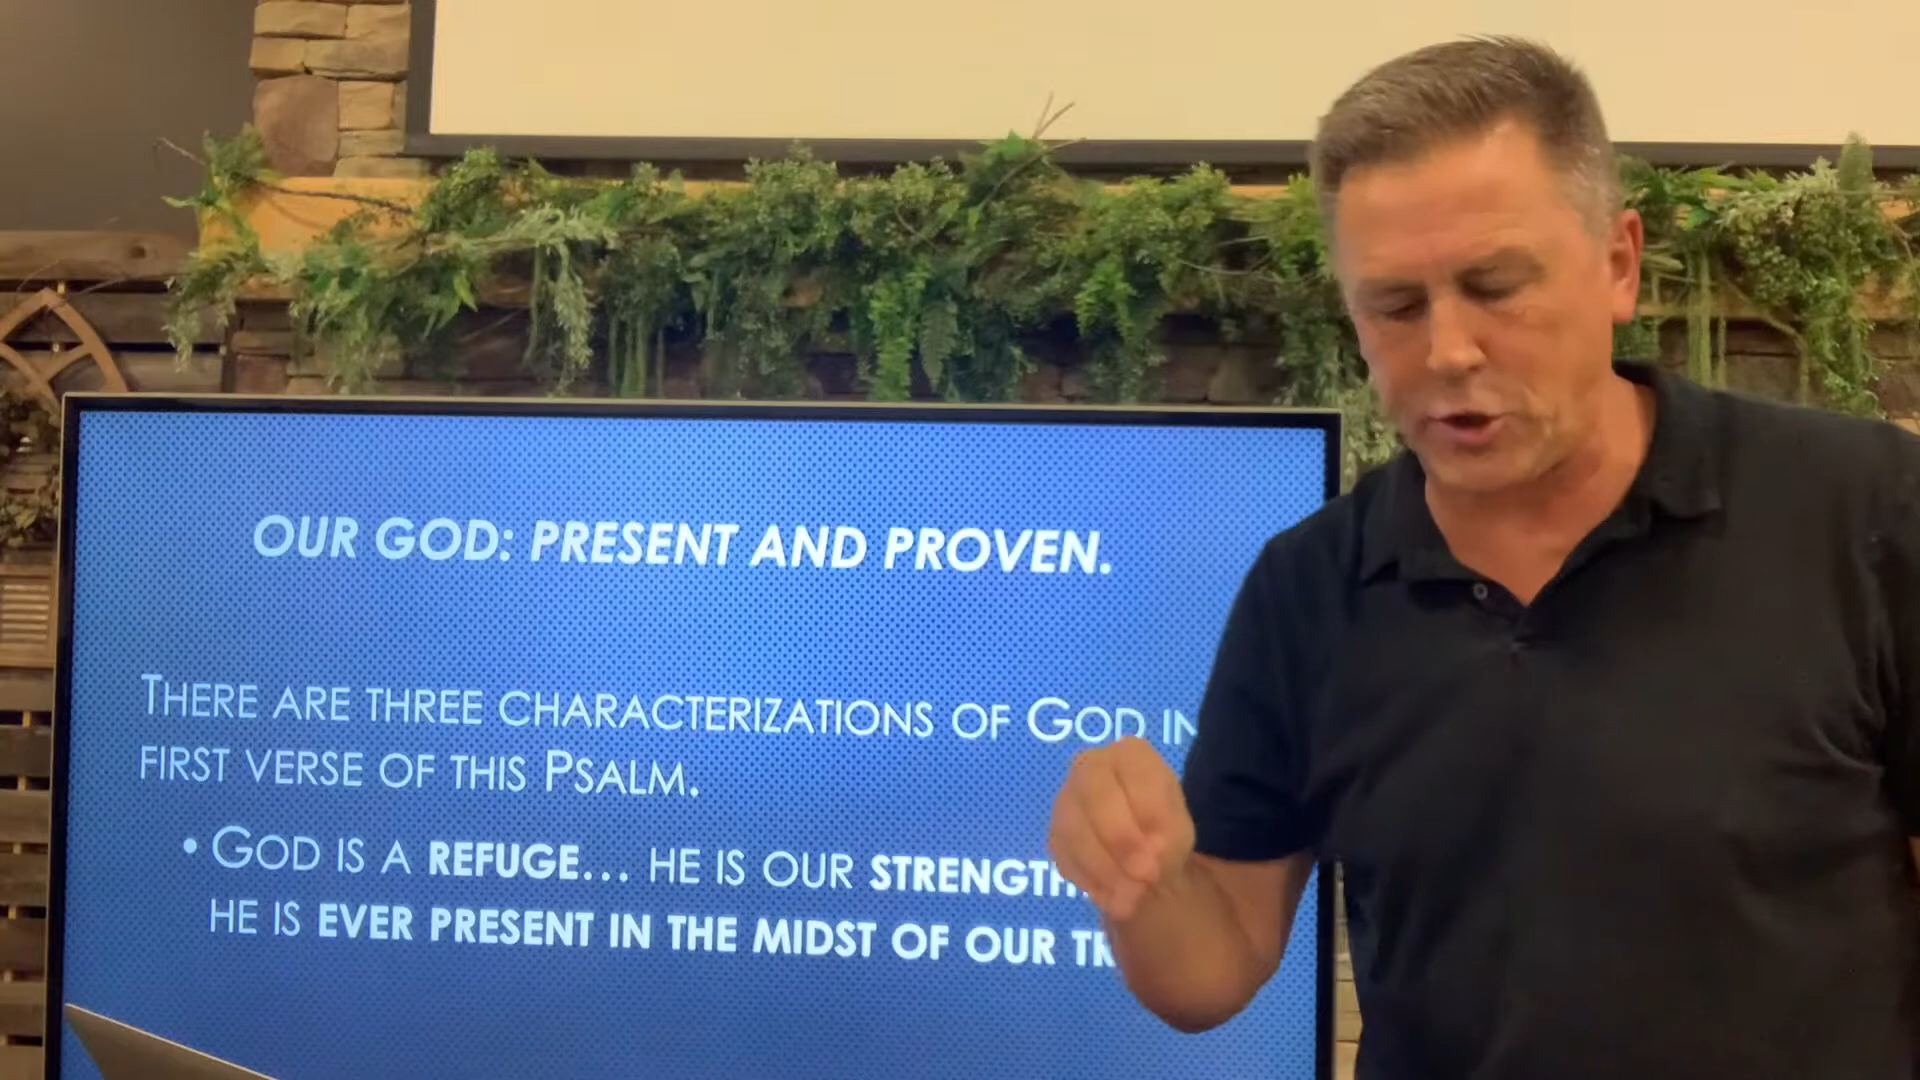 OUR GOD: PRESENT AND PROVEN.
THERE ARE THREE CHARACTERIZATIONS OF GOD IN
FIRST VERSE OF THIS PSALM.
• GOD IS A REFUGE... HE IS OUR STRENGTH
HE IS EVER PRESENT IN THE MIDST OF OUR